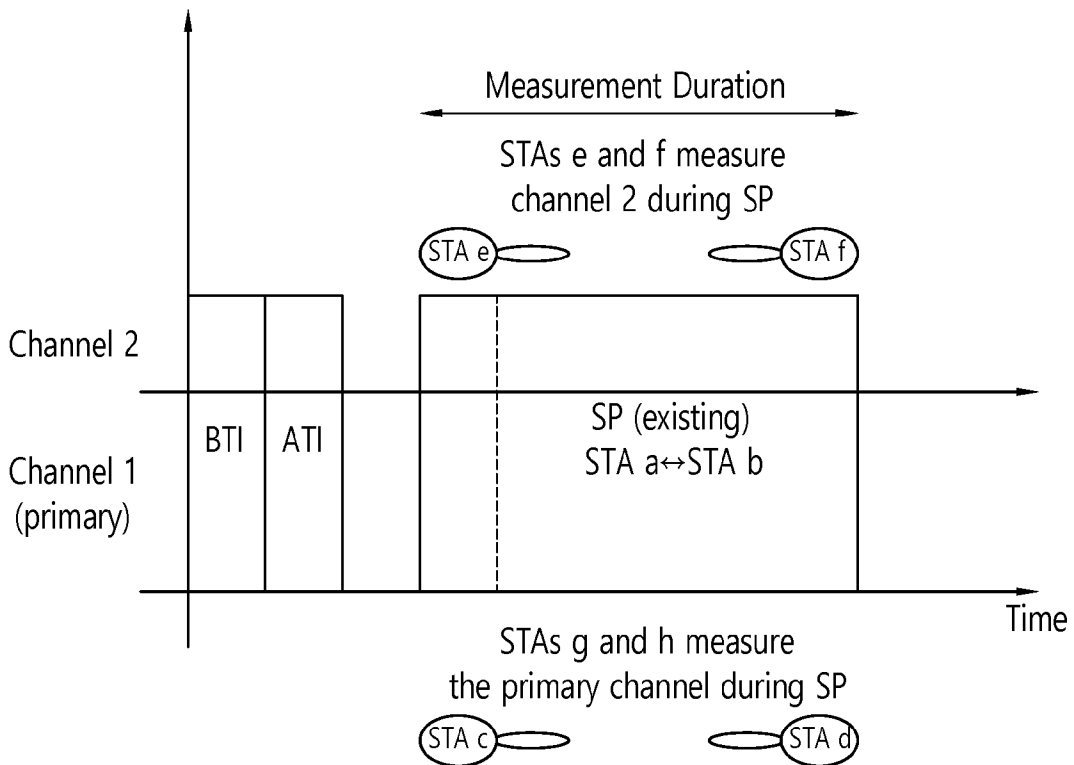 Measurement Duration
STAs e and f measure
channel 2 during SP
STA e
STA f
Channel 2
BTI
ATI
SP (existing)
STA a↔STA b
Channel 1
(primary)
Time
STAs g and h measure
the primary channel during SP
STA c
STA d